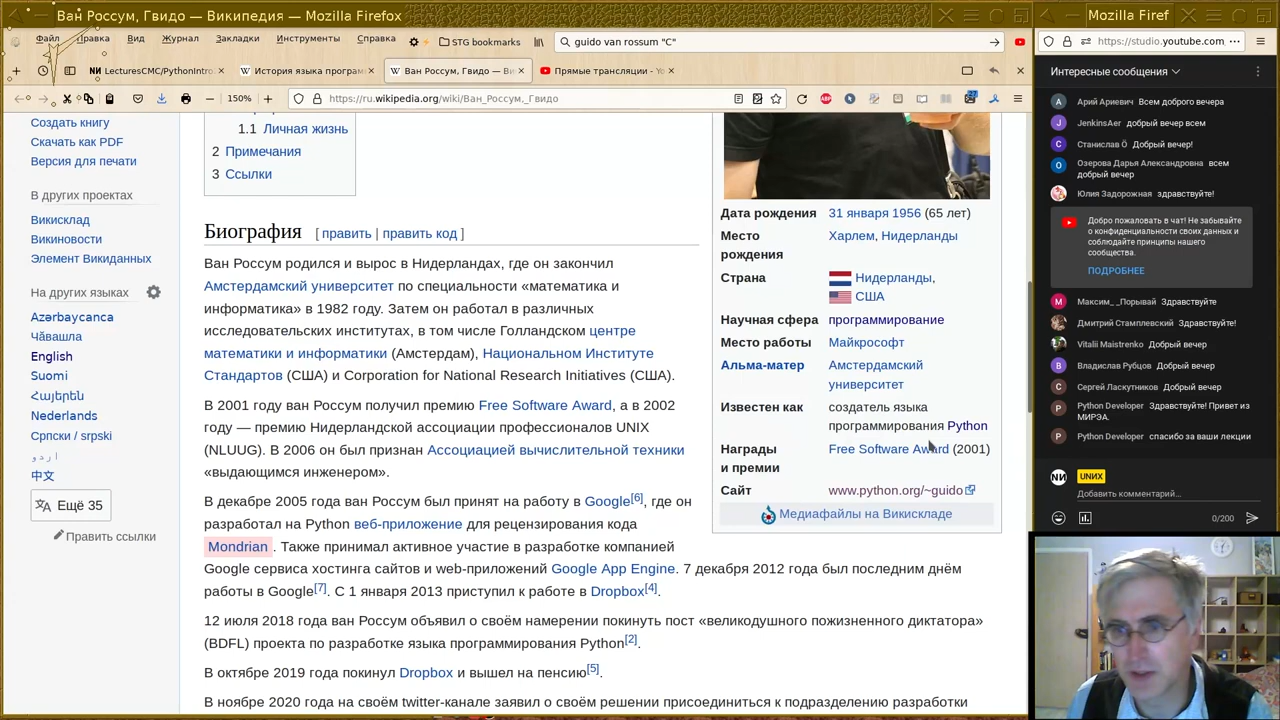 Ван Россум, Гвидо — Википедия — Mozilla Firefox
Файл Правка Вид Журнал Закладки Инструменты Справка
STG bookmarks
guido van rossum "C"
LecturesCMC/PythonIntro
История языка програм
Ван Россум, Гвидо — Ви
Прямые трансляции - Yo
150%
https://ru.wikipedia.org/wiki/Ван_Россум,_Гвидо
Создать книгу
Скачать как PDF
Версия для печати
В других проектах
Викисклад
Викиновости
Элемент Викиданных
На других языках
Azərbaycanca
Чӑвашла
English
Suomi
Հայերեն
Nederlands
Српски / srpski
اردو
中文
Ещё 35
Править ссылки
1.1 Личная жизнь
2 Примечания
3 Ссылки
Биография [ править | править код ]
Ван Россум родился и вырос в Нидерландах, где он закончил
Амстердамский университет по специальности «математика и
информатика» в 1982 году. Затем он работал в различных
исследовательских институтах, в том числе Голландском центре
математики и информатики (Амстердам), Национальном Институте
Стандартов (США) и Corporation for National Research Initiatives (США).
В 2001 году ван Россум получил премию Free Software Award, а в 2002
году — премию Нидерландской ассоциации профессионалов UNIX
(NLUUG). В 2006 он был признан Ассоциацией вычислительной техники
«выдающимся инженером».
В декабре 2005 года ван Россум был принят на работу в Google[6], где он
разработал на Python веб-приложение для рецензирования кода
Mondrian . Также принимал активное участие в разработке компанией
Google сервиса хостинга сайтов и web-приложений Google App Engine. 7 декабря 2012 года был последним днём
работы в Google[7]. С 1 января 2013 приступил к работе в Dropbox[4].
12 июля 2018 года ван Россум объявил о своём намерении покинуть пост «великодушного пожизненного диктатора»
(BDFL) проекта по разработке языка программирования Python[2].
В октябре 2019 года покинул Dropbox и вышел на пенсию[5].
В ноябре 2020 на своём twitter-канале заявил о своём решении присоединиться к подразделению разработки
Дата рождения 31 января 1956 (65 лет)
Место рождения Харлем, Нидерланды
Страна Нидерланды,
США
Научная сфера программирование
Место работы Майкрософт
Альма-матер Амстердамский
университет
Известен как создатель языка
программирования Python
Награды и премии Free Software Award (2001)
Сайт www.python.org/~guido
Медиафайлы на Викискладе
Mozilla Firef
https://studio.youtube.com
Интересные сообщения
Арий Ариевич Всем доброго вечера
JenkinsAer добрый вечер всем
Станислав Ö Добрый вечер!
Озерова Дарья Александровна всем
добрый вечер
Юлия Задорожная здравствуйте!
Добро пожаловать в чат! Не забывайте
о конфиденциальности своих данных и
соблюдайте принципы нашего
сообщества.
ПОДРОБНЕЕ
Максим__Порывай Здравствуйте
Дмитрий Стамплевский Здравствуйте!
Vitalii Maistrenko Добрый вечер
Владислав Рубцов Добрый вечер
Сергей Ласкутников Добрый вечер
Python Developer Здравствуйте! Привет из
МИРЭА.
Python Developer спасибо за ваши лекции
UNИX
Добавить комментарий...
0/200